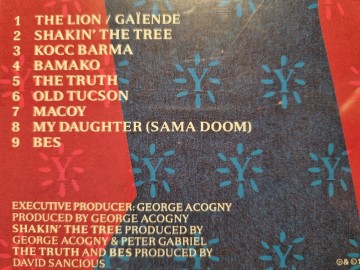 1 THE LION / GAÏENDE
2 SHAKIN' THE TREE
3 KOCC BARMA
4 BAMAKO
5 THE TRUTH
6 OLD TUCSON
7 MACOY
8 MY DAUGHTER (SAMA DOOM)
9 BES
EXECUTIVE PRODUCER: GEORGE ACOGNY
PRODUCED BY GEORGE ACOGNY
SHAKIN' THE TREE PRODUCED BY
GEORGE ACOGNY & PETER GABRIEL
THE TRUTH AND BES PRODUCED BY
DAVID SANCIOUS
℗ & ©